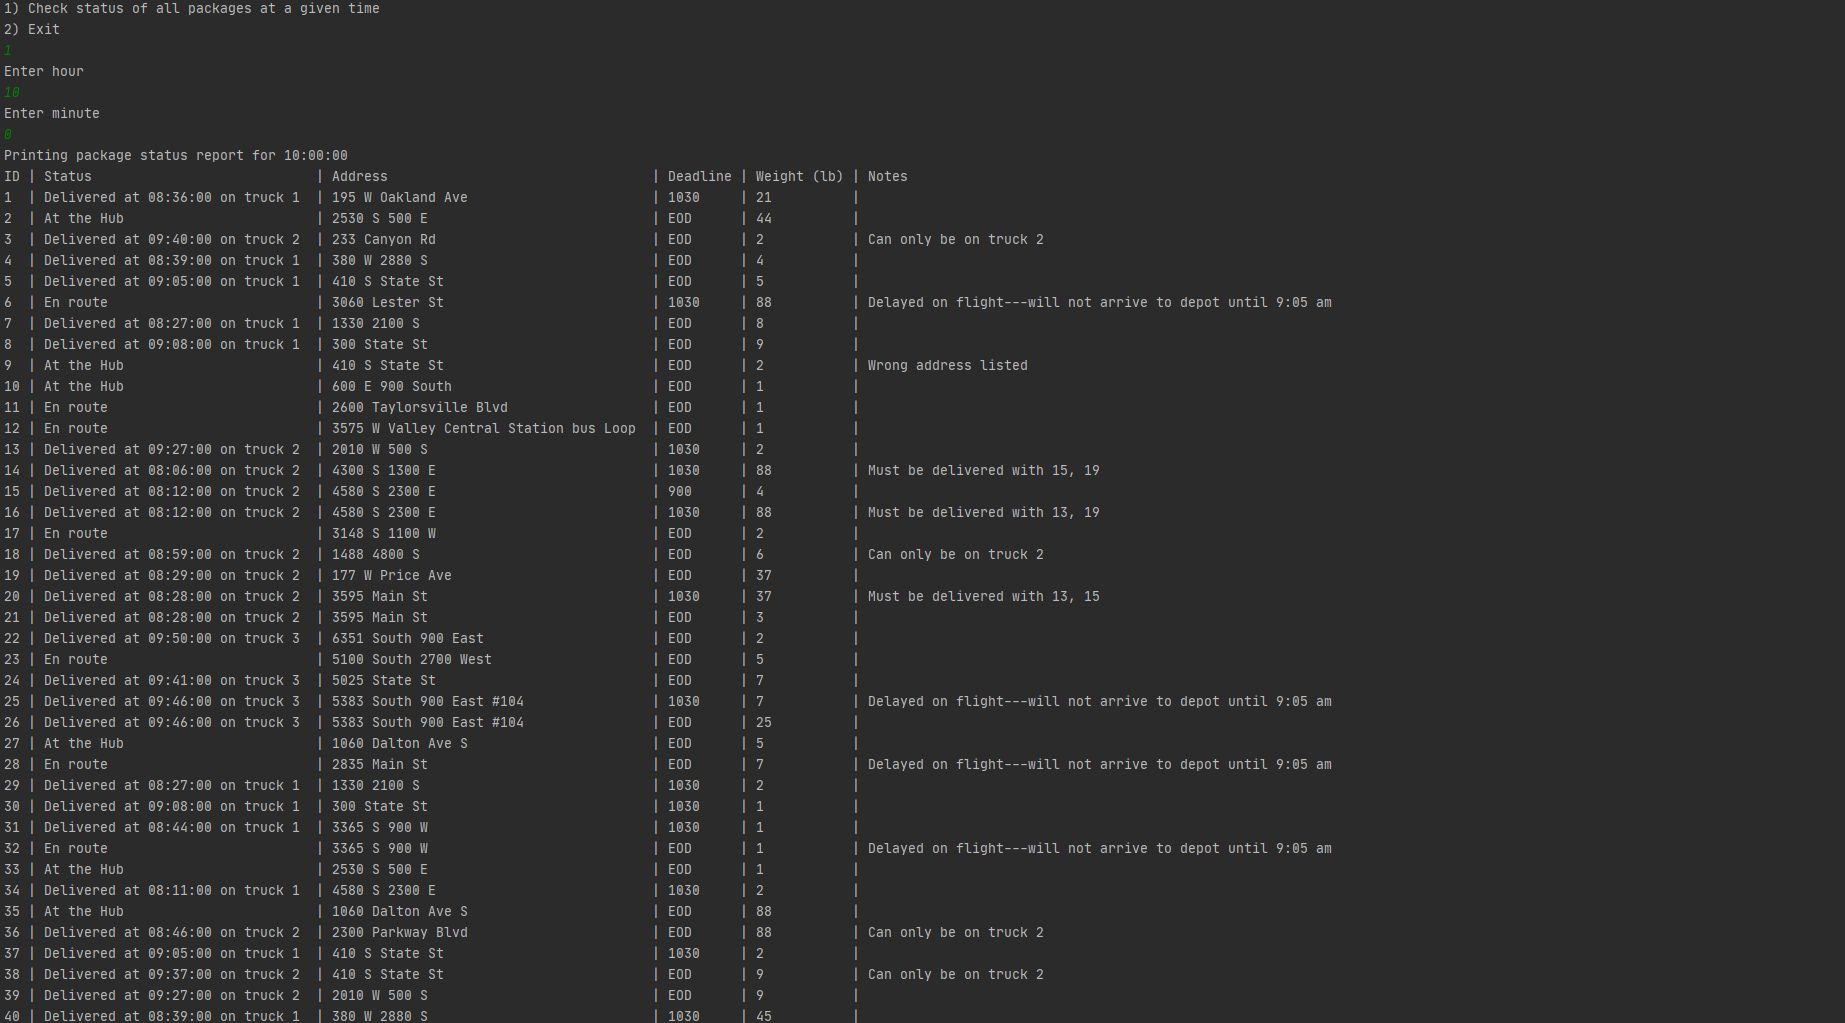 1) Check status of all packages at a given time
2) Exit
1
Enter hour
10
Enter minute
0
Printing package status report for 10:00:00
ID | Status                            | Address                                 | Deadline | Weight (lb) | Notes
1  | Delivered at 08:36:00 on truck 1  | 195 W Oakland Ave                       | 1030     | 21          |
2  | At the Hub                        | 2530 S 500 E                            | EOD      | 44          |
3  | Delivered at 09:40:00 on truck 2  | 233 Canyon Rd                           | EOD      | 2           | Can only be on truck 2
4  | Delivered at 08:39:00 on truck 1  | 380 W 2880 S                            | EOD      | 4           |
5  | Delivered at 09:05:00 on truck 1  | 410 S State St                          | EOD      | 5           |
6  | En route                          | 3060 Lester St                          | 1030     | 88          | Delayed on flight---will not arrive to depot until 9:05 am
7  | Delivered at 08:27:00 on truck 1  | 1330 2100 S                             | EOD      | 8           |
8  | Delivered at 09:08:00 on truck 1  | 300 State St                            | EOD      | 9           |
9  | At the Hub                        | 410 S State St                          | EOD      | 2           | Wrong address listed
10 | At the Hub                        | 600 E 900 South                         | EOD      | 1           |
11 | En route                          | 2600 Taylorsville Blvd                  | EOD      | 1           |
12 | En route                          | 3575 W Valley Central Station bus Loop  | EOD      | 1           |
13 | Delivered at 09:27:00 on truck 2  | 2010 W 500 S                            | 1030     | 2           |
14 | Delivered at 08:06:00 on truck 2  | 4300 S 1300 E                           | 1030     | 88          | Must be delivered with 15, 19
15 | Delivered at 08:12:00 on truck 2  | 4580 S 2300 E                           | 900      | 4           |
16 | Delivered at 08:12:00 on truck 2  | 4580 S 2300 E                           | 1030     | 88          | Must be delivered with 13, 19
17 | En route                          | 3148 S 1100 W                           | EOD      | 2           |
18 | Delivered at 08:59:00 on truck 2  | 1488 4800 S                             | EOD      | 6           | Can only be on truck 2
19 | Delivered at 08:29:00 on truck 2  | 177 W Price Ave                         | EOD      | 37          |
20 | Delivered at 08:28:00 on truck 2  | 3595 Main St                            | 1030     | 37          | Must be delivered with 13, 15
21 | Delivered at 08:28:00 on truck 2  | 3595 Main St                            | EOD      | 3           |
22 | Delivered at 09:50:00 on truck 3  | 6351 South 900 East                     | EOD      | 2           |
23 | En route                          | 5100 South 2700 West                    | EOD      | 5           |
24 | Delivered at 09:41:00 on truck 3  | 5025 State St                           | EOD      | 7           |
25 | Delivered at 09:46:00 on truck 3  | 5383 South 900 East #104                | 1030     | 7           | Delayed on flight---will not arrive to depot until 9:05 am
26 | Delivered at 09:46:00 on truck 3  | 5383 South 900 East #104                | EOD      | 25          |
27 | At the Hub                        | 1060 Dalton Ave S                       | EOD      | 5           |
28 | En route                          | 2835 Main St                            | EOD      | 7           | Delayed on flight---will not arrive to depot until 9:05 am
29 | Delivered at 08:27:00 on truck 1  | 1330 2100 S                             | 1030     | 2           |
30 | Delivered at 09:08:00 on truck 1  | 300 State St                            | 1030     | 1           |
31 | Delivered at 08:44:00 on truck 1  | 3365 S 900 W                            | 1030     | 1           |
32 | En route                          | 3365 S 900 W                            | EOD      | 1           | Delayed on flight---will not arrive to depot until 9:05 am
33 | At the Hub                        | 2530 S 500 E                            | EOD      | 1           |
34 | Delivered at 08:11:00 on truck 1  | 4580 S 2300 E                           | 1030     | 2           |
35 | At the Hub                        | 1060 Dalton Ave S                       | EOD      | 88          |
36 | Delivered at 08:46:00 on truck 2  | 2300 Parkway Blvd                       | EOD      | 88          | Can only be on truck 2
37 | Delivered at 09:05:00 on truck 1  | 410 S State St                          | 1030     | 2           |
38 | Delivered at 09:37:00 on truck 2  | 410 S State St                          | EOD      | 9           | Can only be on truck 2
39 | Delivered at 09:27:00 on truck 2  | 2010 W 500 S                            | EOD      | 9           |
40 | Delivered at 08:39:00 on truck 1  | 380 W 2880 S                            | 1030     | 45          |